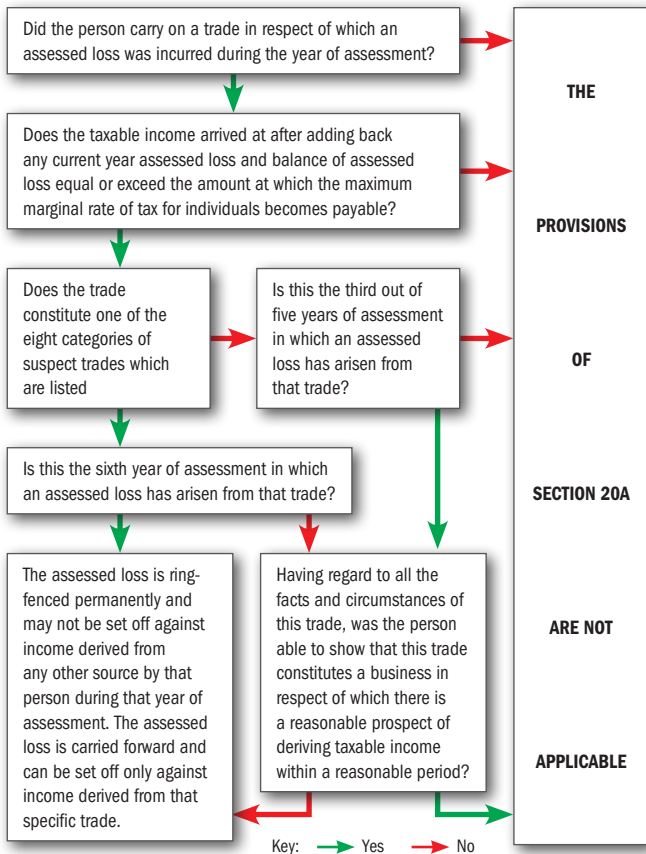 Did the person carry on a trade in respect of which an
assessed loss was incurred during the year of assessment?
Does the taxable income arrived at after adding back
any current year assessed loss and balance of assessed
loss equal or exceed the amount at which the maximum
marginal rate of tax for individuals becomes payable?
Does the trade
constitute one of the
eight categories of
suspect trades which
are listed
Is this the third out of
five years of assessment
in which an assessed
loss has arisen from
that trade?
Is this the sixth year of assessment in which
an assessed loss has arisen from that trade?
The assessed loss is ring-
fenced permanently and
may not be set off against
income derived from
any other source by that
person during that year of
assessment. The assessed
loss is carried forward and
can be set off only against
income derived from that
specific trade.
Having regard to all the
facts and circumstances of
this trade, was the person
able to show that this trade
constitutes a business in
respect of which there is
a reasonable prospect of
deriving taxable income
within a reasonable period?
THE
PROVISIONS
OF
SECTION 20A
ARE NOT
APPLICABLE
Key: Yes No